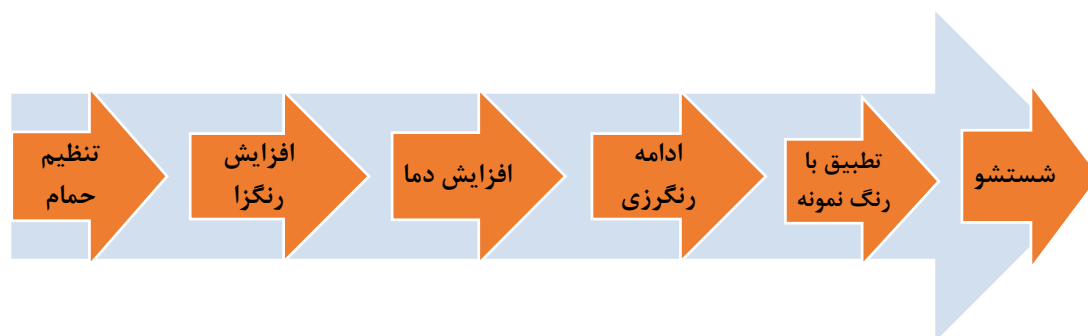 تنظیم
حمام
افزایش
رنگزا
افزایش دما
ادامه
رنگرزی
تطبیق با
رنگ نمونه
شستشو